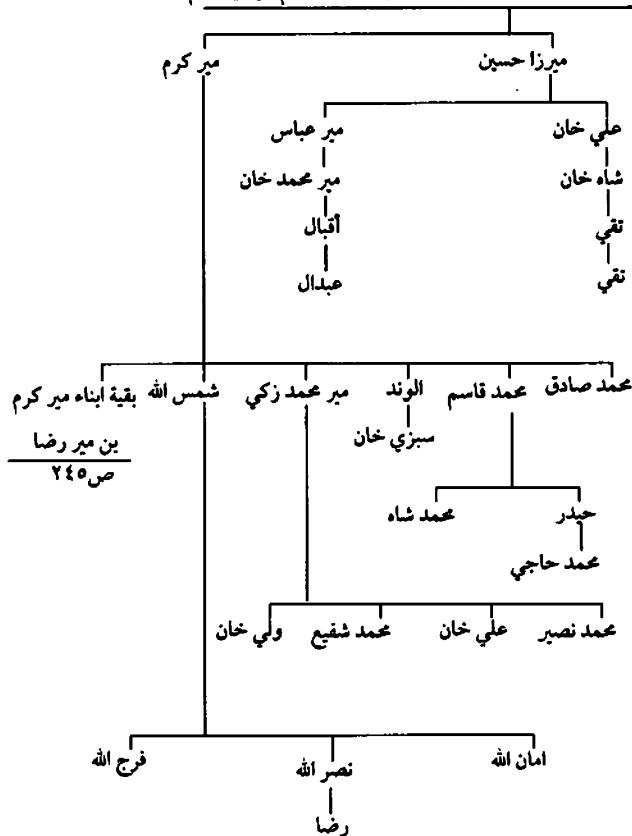 ميرزا حسين مير كرم
علي خان مير عباس
شاه خان مير محمد خان
تقي أقبال
نقي عبدال
محمد صادق محمد قاسم الوند مير محمد زكي شمس الله بقية ابناء مير كرم
سبزي خان بن مير رضا
ص٢٤٥
حيدر محمد شاه
محمد حاجي
محمد نصير علي خان محمد شفيع ولي خان
امان الله نصر الله فرج الله
رضا